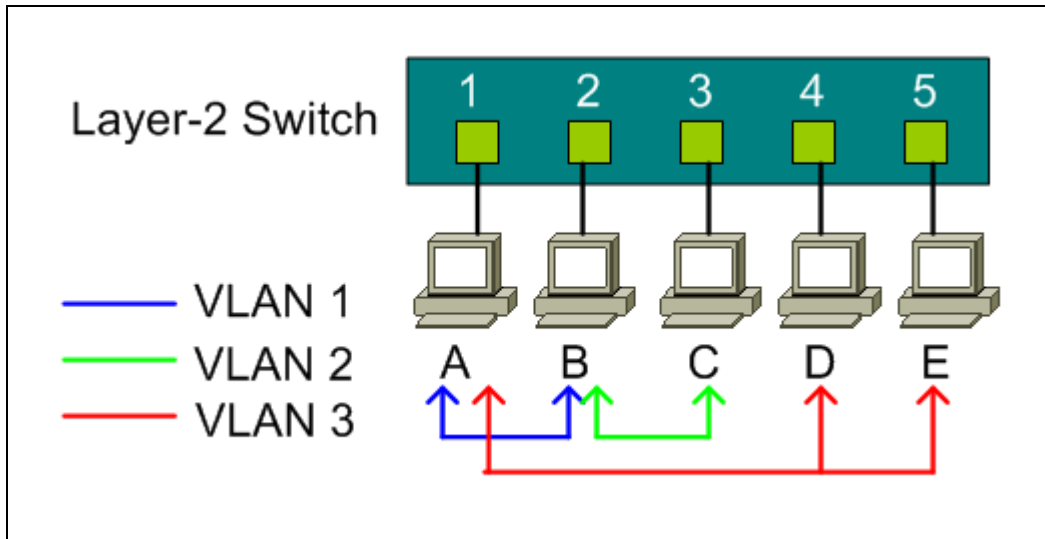 1 2 3 4 5
Layer-2 Switch
VLAN 1
VLAN 2
VLAN 3
A B C D E